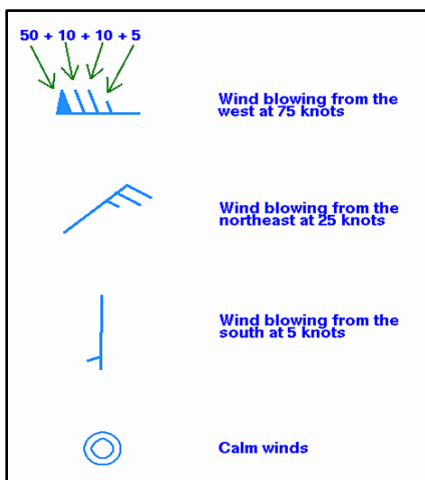 50 + 10 + 10 + 5
Wind blowing from the
west at 75 knots
Wind blowing from the
northeast at 25 knots
Wind blowing from the
south at 5 knots
Calm winds